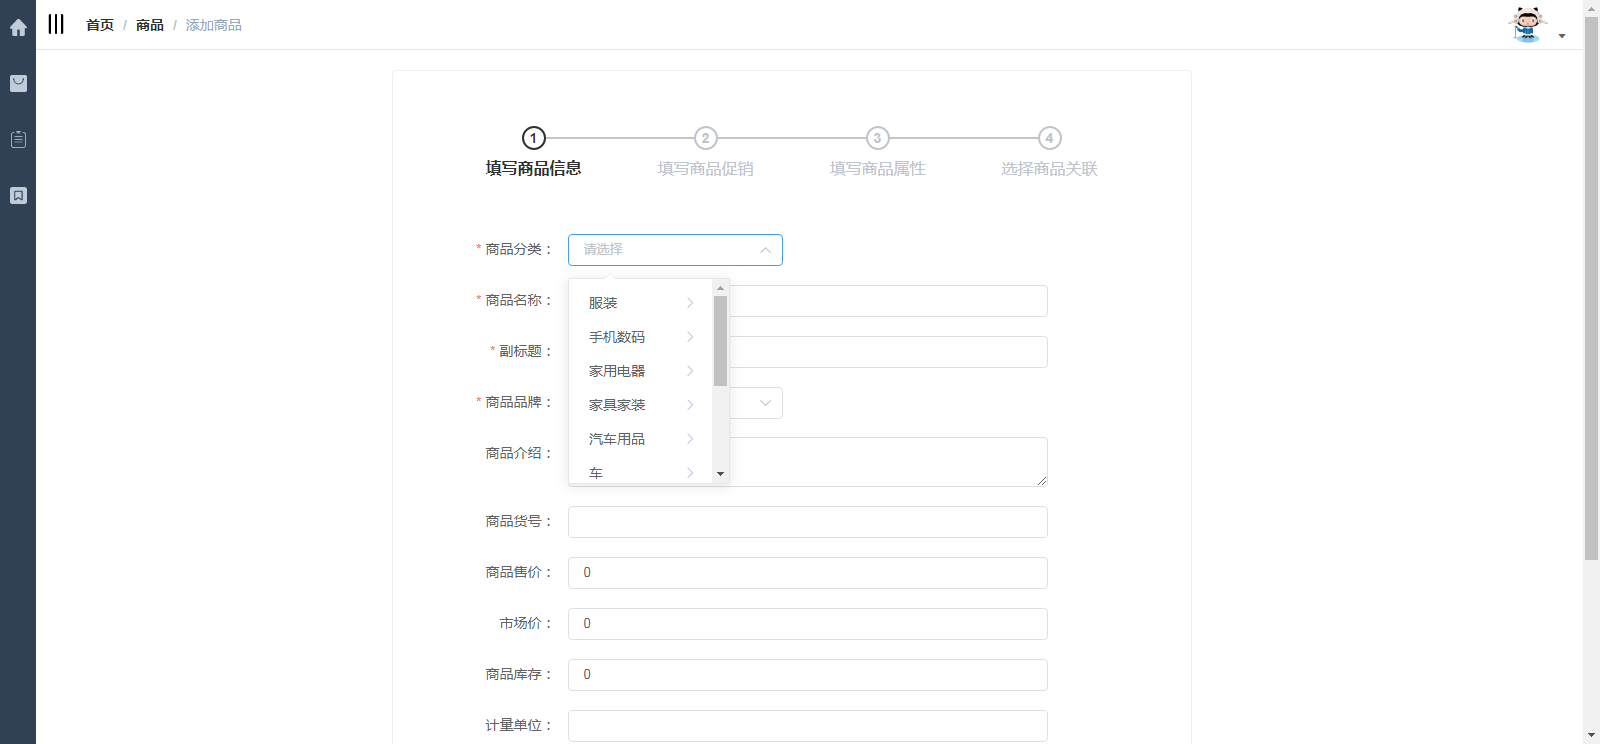 首页 / 商品 / 添加商品
1 2 3 4
填写商品信息 填写商品促销 填写商品属性 选择商品关联
* 商品分类： 请选择
* 商品名称：
服装
手机数码
* 副标题：
家用电器
* 商品品牌：
家具家装
汽车用品
商品介绍：
车
商品货号：
商品售价： 0
市场价： 0
商品库存： 0
计量单位：